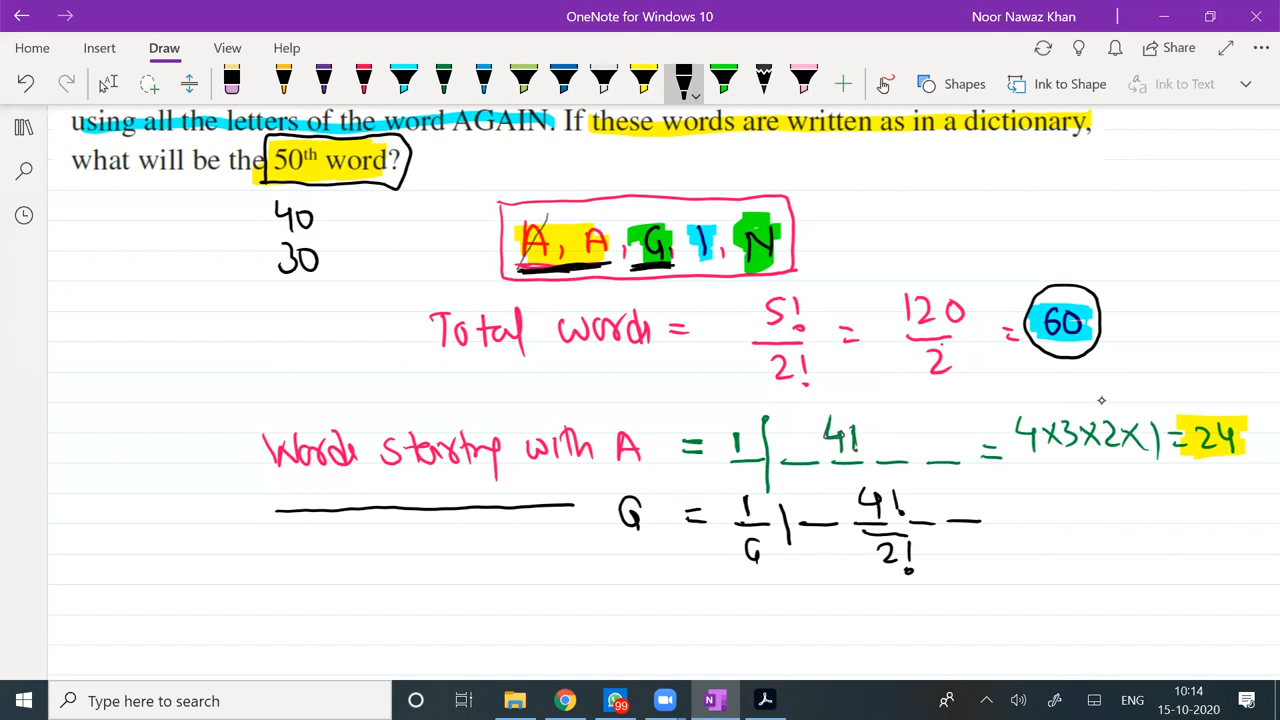 OneNote for Windows 10
Noor Nawaz Khan
Home Insert Draw View Help
Share
Shapes Ink to Shape Ink to Text
using all the letters of the word AGAIN. If these words are written as in a dictionary,
what will be the 50th word?
40
30
A, A, G, I, N
Total words = 5!/2! = 120/2 = 60
Words starting with A = 1 | 4! = 4×3×2×1 = 24
G = 1/G | 4!/2!
Type here to search
99
ENG
10:14
15-10-2020